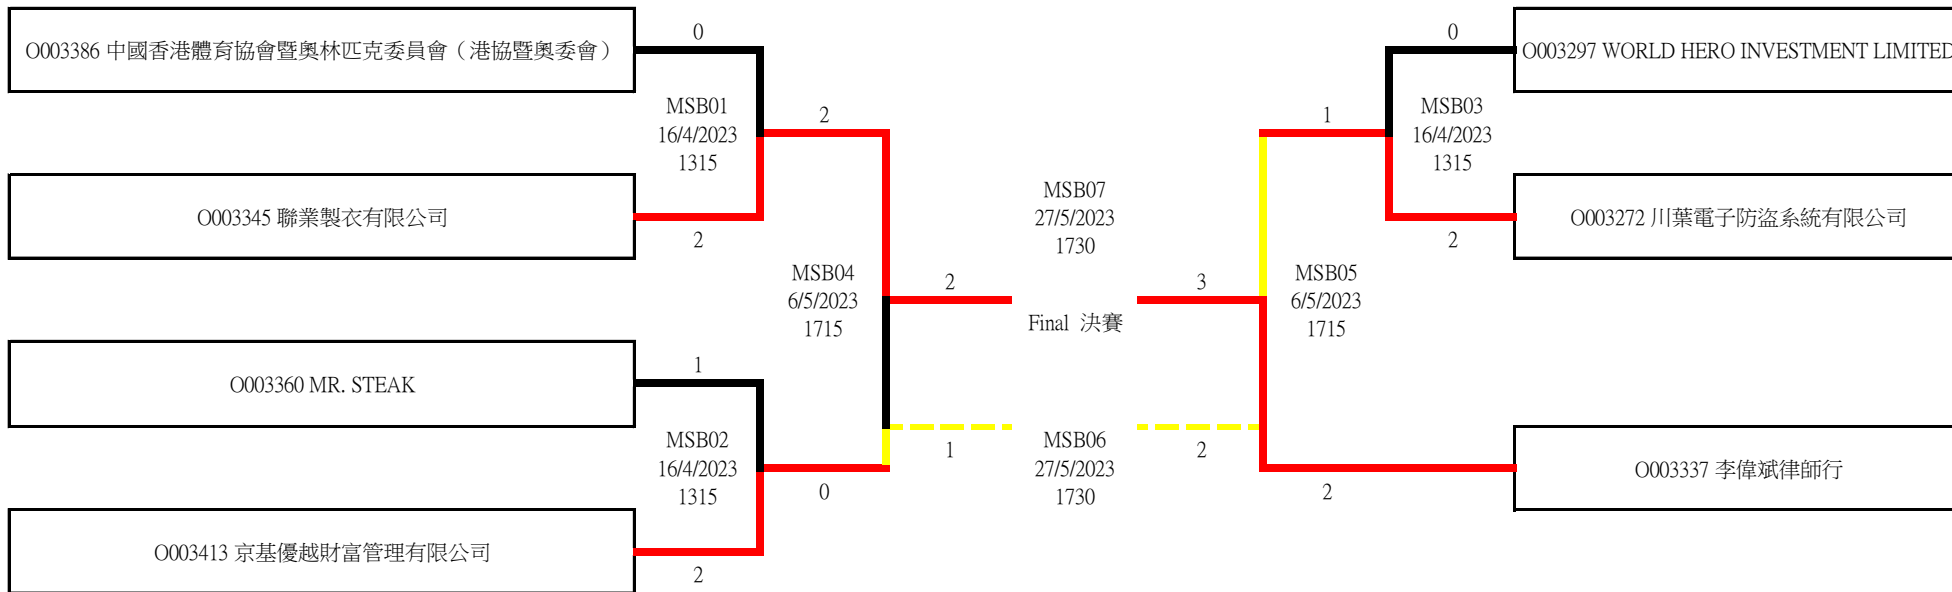 O003386 中國香港體育協會暨奧林匹克委員會（港協暨奧委會）
0
MSB01
16/4/2023
1315
2
O003345 聯業製衣有限公司
2
MSB04
6/5/2023
1715
2
O003360 MR. STEAK
1
MSB02
16/4/2023
1315
0
O003413 京基優越財富管理有限公司
2
MSB07
27/5/2023
1730
Final 決賽
1
MSB06
27/5/2023
1730
2
3
MSB05
6/5/2023
1715
1
0
O003297 WORLD HERO INVESTMENT LIMITED
MSB03
16/4/2023
1315
2
O003272 川葉電子防盜系統有限公司
2
O003337 李偉斌律師行